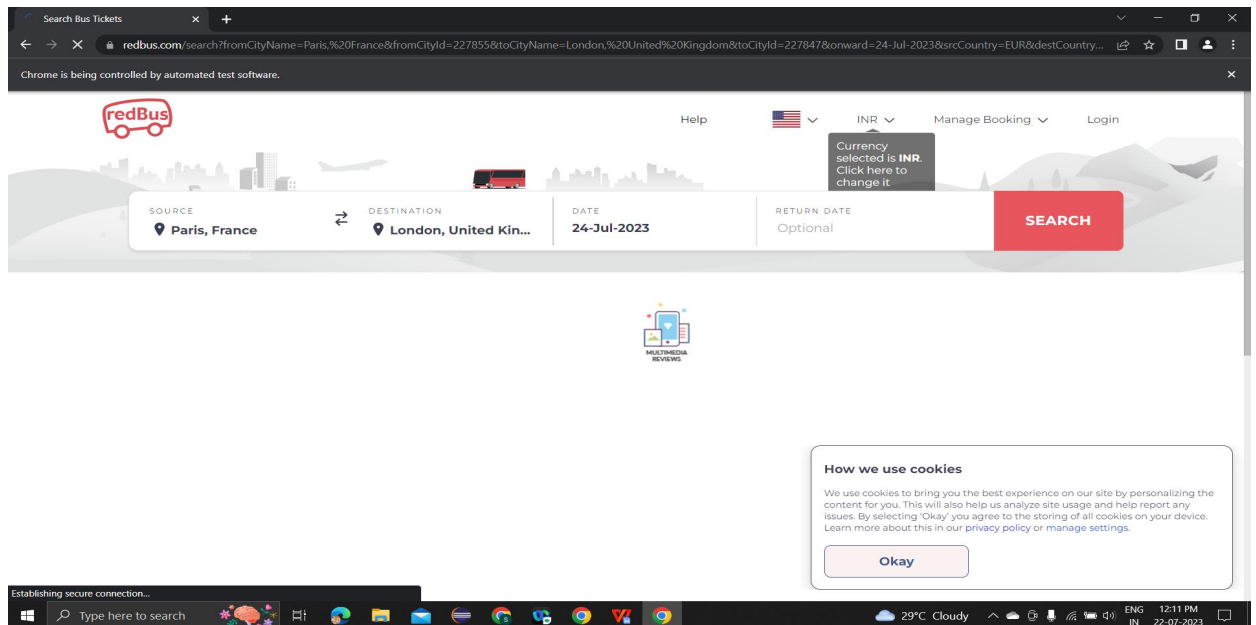 Search Bus Tickets
redbus.com/search?fromCityName=Paris,%20France&fromCityId=227855&toCityName=London,%20United%20Kingdom&toCityId=227847&onward=24-Jul-2023&srcCountry=EUR&destCountry...
Chrome is being controlled by automated test software.
redBus
Help
INR
Manage Booking
Login
Currency
selected is INR.
Click here to
change it
SOURCE
Paris, France
DESTINATION
London, United Kin...
DATE
24-Jul-2023
RETURN DATE
Optional
SEARCH
MULTIMEDIA
REVIEWS
How we use cookies
We use cookies to bring you the best experience on our site by personalizing the
content for you. This will also help us analyze site usage and help report any
issues. By selecting 'Okay' you agree to the storing of all cookies on your device.
Learn more about this in our privacy policy or manage settings.
Okay
Establishing secure connection...
Type here to search
29°C Cloudy
ENG
IN
12:11 PM
22-07-2023